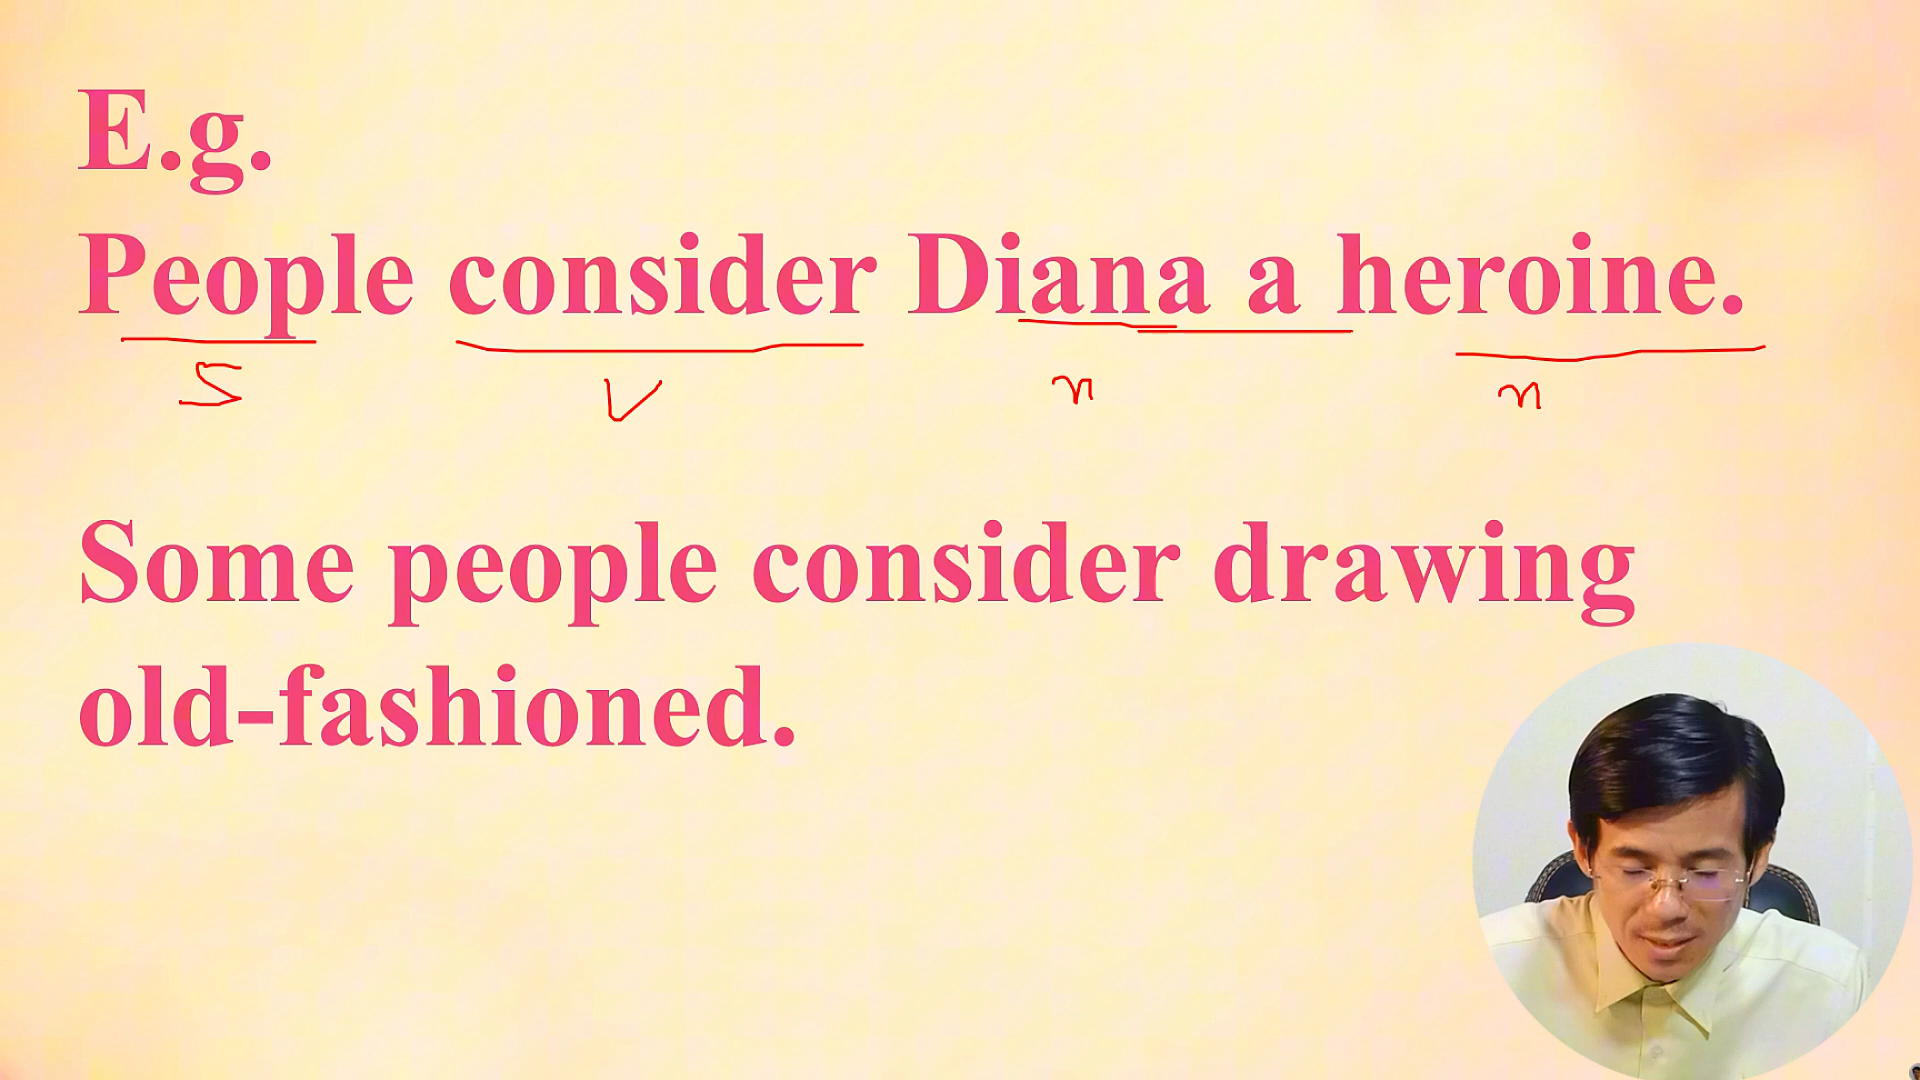 E.g.
People consider Diana a heroine.
S V n n
Some people consider drawing
old-fashioned.